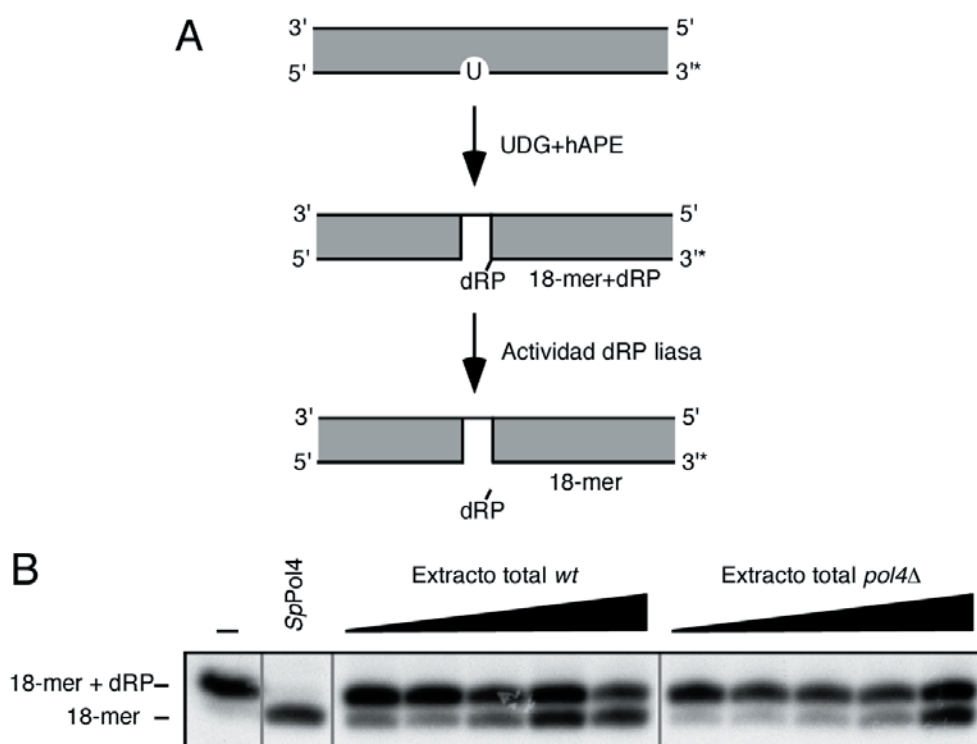 A
3' 5'
5' U 3'*
UDG+hAPE
3' 5'
5' 3'*
dRP 18-mer+dRP
Actividad dRP liasa
3' 5'
5' 3'*
18-mer
dRP
B
– SpPol4 Extracto total wt Extracto total pol4Δ
18-mer + dRP –
18-mer –